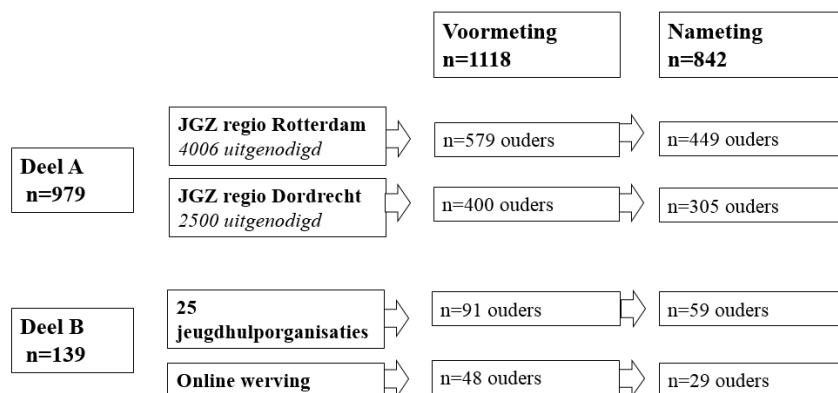 Voormeting
n=1118
Nameting
n=842
Deel A
n=979
JGZ regio Rotterdam
4006 uitgenodigd
n=579 ouders
n=449 ouders
JGZ regio Dordrecht
2500 uitgenodigd
n=400 ouders
n=305 ouders
Deel B
n=139
25
jeugdhulporganisaties
n=91 ouders
n=59 ouders
Online werving
n=48 ouders
n=29 ouders